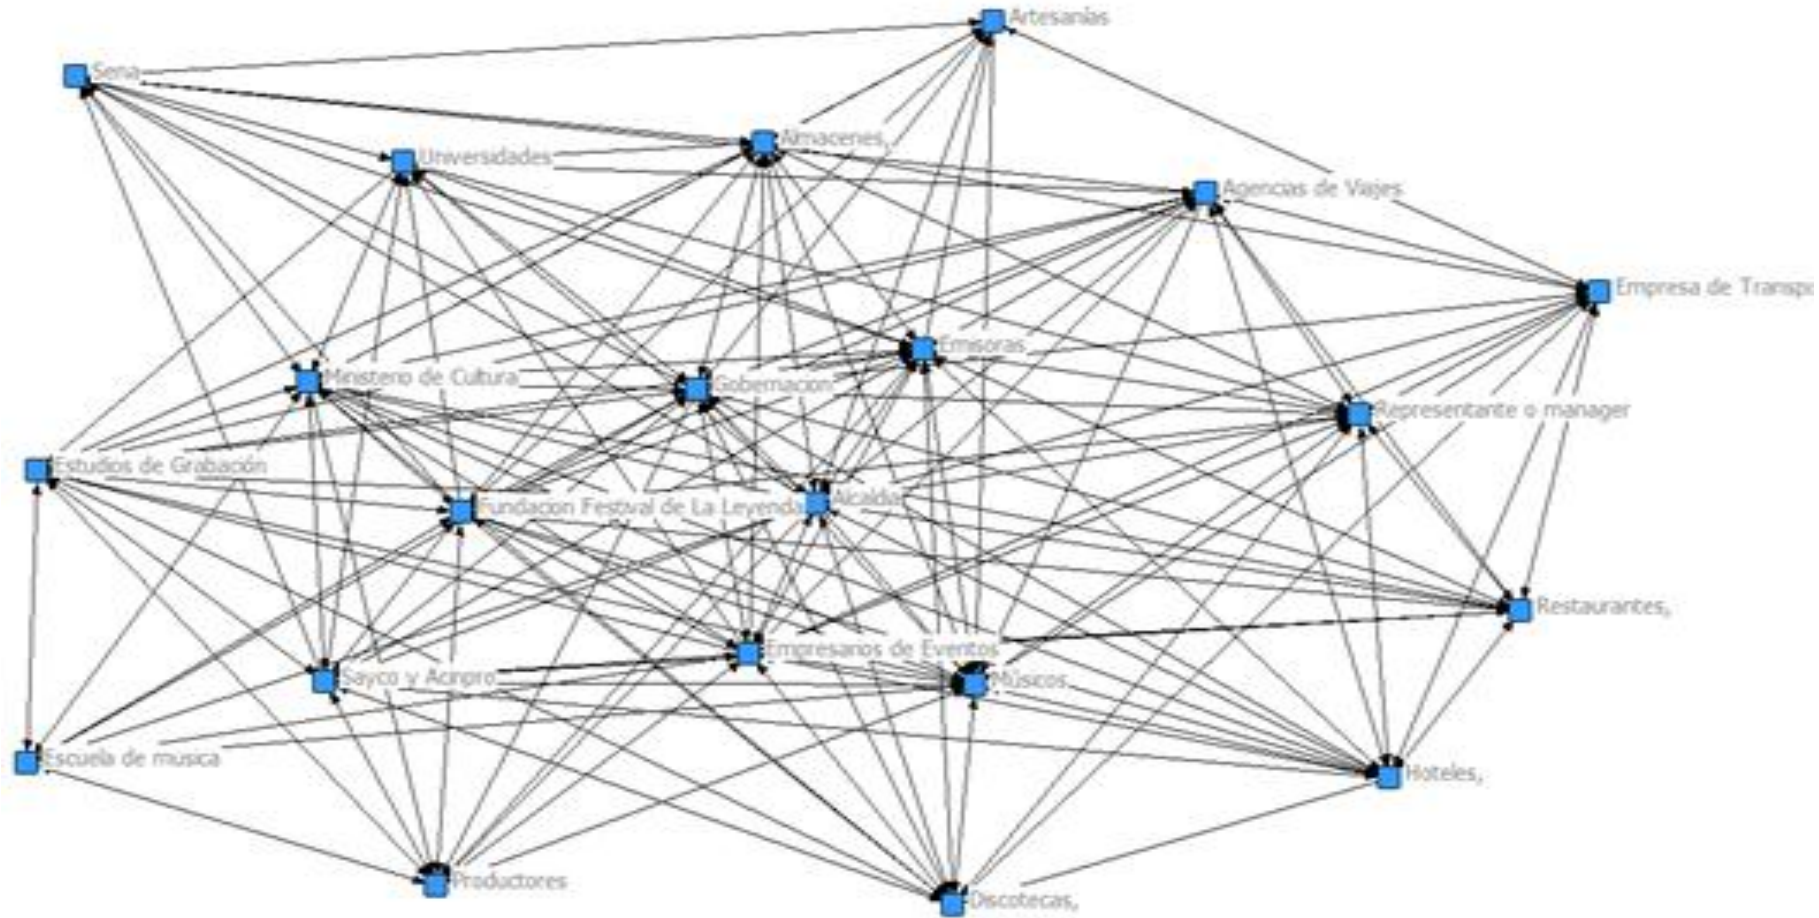 Artesanías
Sena
Almacenes,
Universidades
Agencias de Viajes
Empresa de Transpo
Emisoras
Ministerio de Cultura
Gobernacion
Representante o manager
Estudios de Grabación
Alcaldia
Fundacion Festival de La Leyenda
Restaurantes,
Empresarios de Eventos
Sayco y Acinpro
Músicos
Escuela de musica
Hoteles,
Productores
Discotecas,